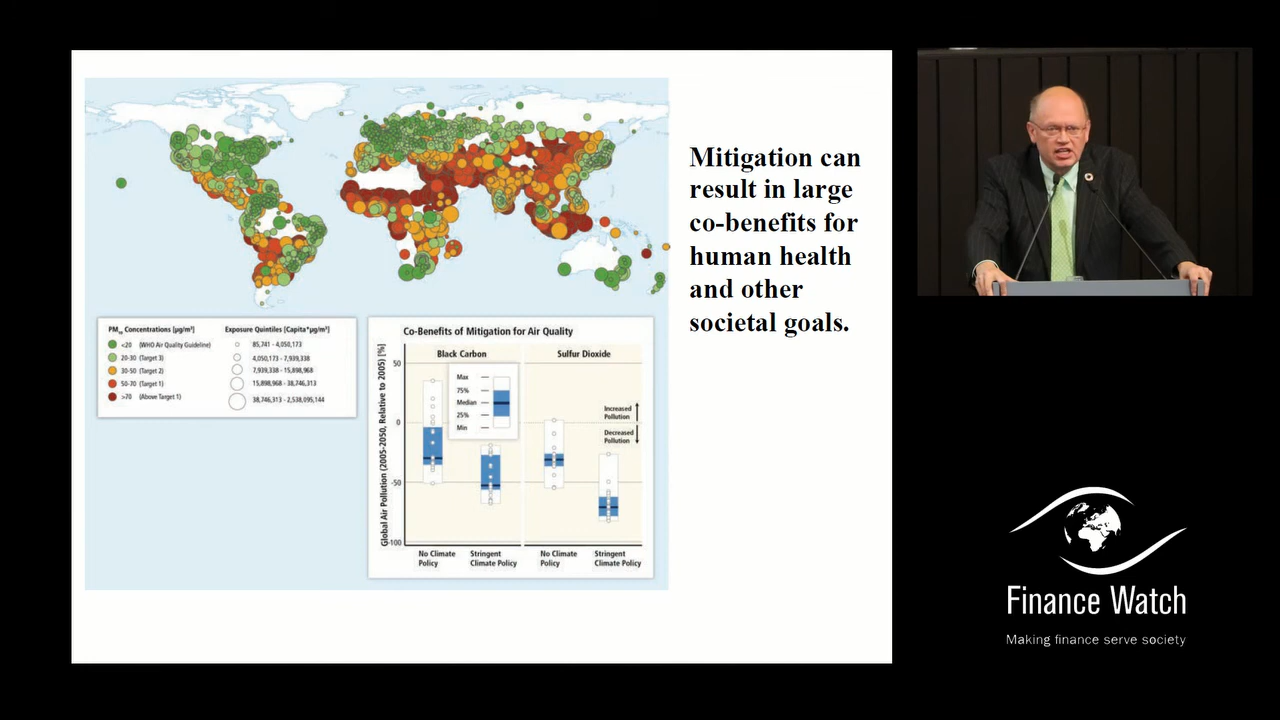 Mitigation can
result in large
co-benefits for
human health
and other
societal goals.
PM10 Concentrations [µg/m³]
<20 (WHO Air Quality Guideline)
20-30 (Target 3)
30-50 (Target 2)
50-70 (Target 1)
>70 (Above Target 1)
Exposure Quintiles [Capita*µg/m³]
85,741 - 4,050,173
4,050,173 - 7,939,338
7,939,338 - 15,898,968
15,898,968 - 38,746,313
38,746,313 - 2,538,095,144
Co-Benefits of Mitigation for Air Quality
Black Carbon
Sulfur Dioxide
Global Air Pollution (2005-2050, Relative to 2005) [%]
50
0
-50
-100
Max
75%
Median
25%
Min
Increased
Pollution
Decreased
Pollution
No Climate
Policy
Stringent
Climate Policy
No Climate
Policy
Stringent
Climate Policy
Finance Watch
Making finance serve society